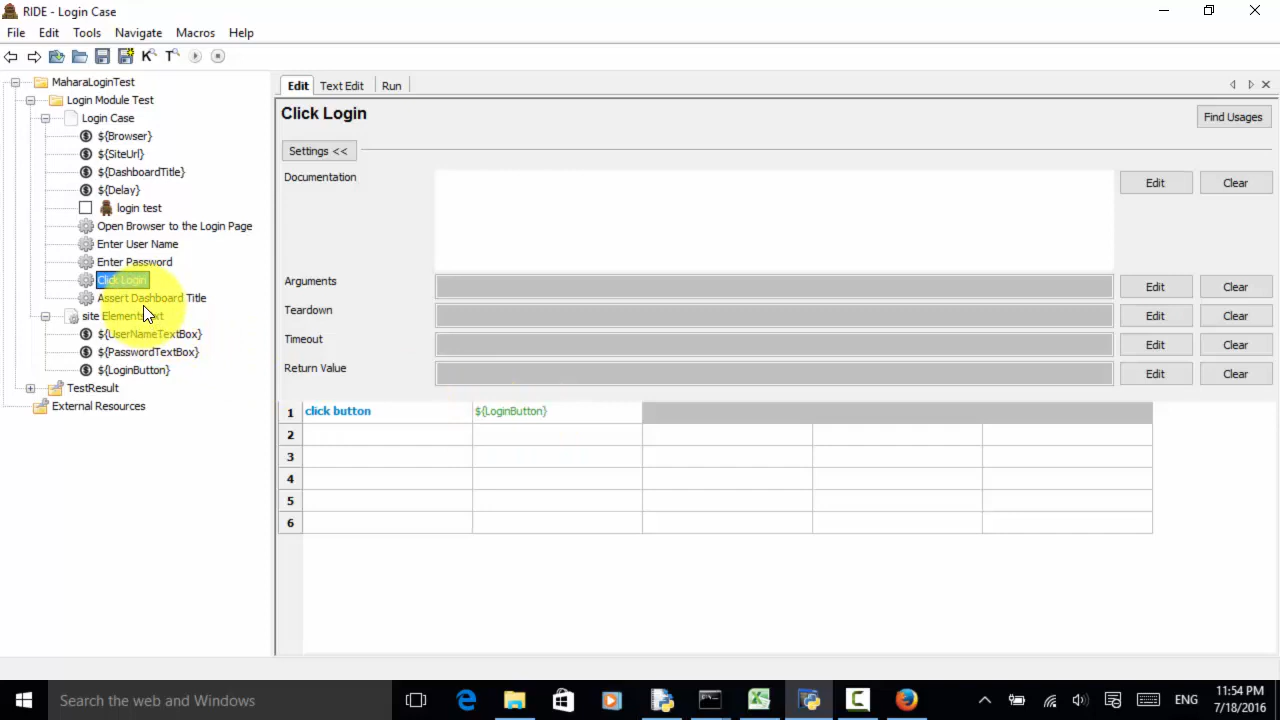 RIDE - Login Case
File Edit Tools Navigate Macros Help
K T
MaharaLoginTest
Login Module Test
Login Case
${Browser}
${SiteUrl}
${DashboardTitle}
${Delay}
login test
Open Browser to the Login Page
Enter User Name
Enter Password
Click Login
Assert Dashboard Title
site Elements.txt
${UserNameTextBox}
${PasswordTextBox}
${LoginButton}
TestResult
External Resources
Edit Text Edit Run
Click Login
Find Usages
Settings <<
Documentation Edit Clear
Arguments Edit Clear
Teardown Edit Clear
Timeout Edit Clear
Return Value Edit Clear
1 click button ${LoginButton}
2
3
4
5
6
Search the web and Windows
ENG
11:54 PM
7/18/2016